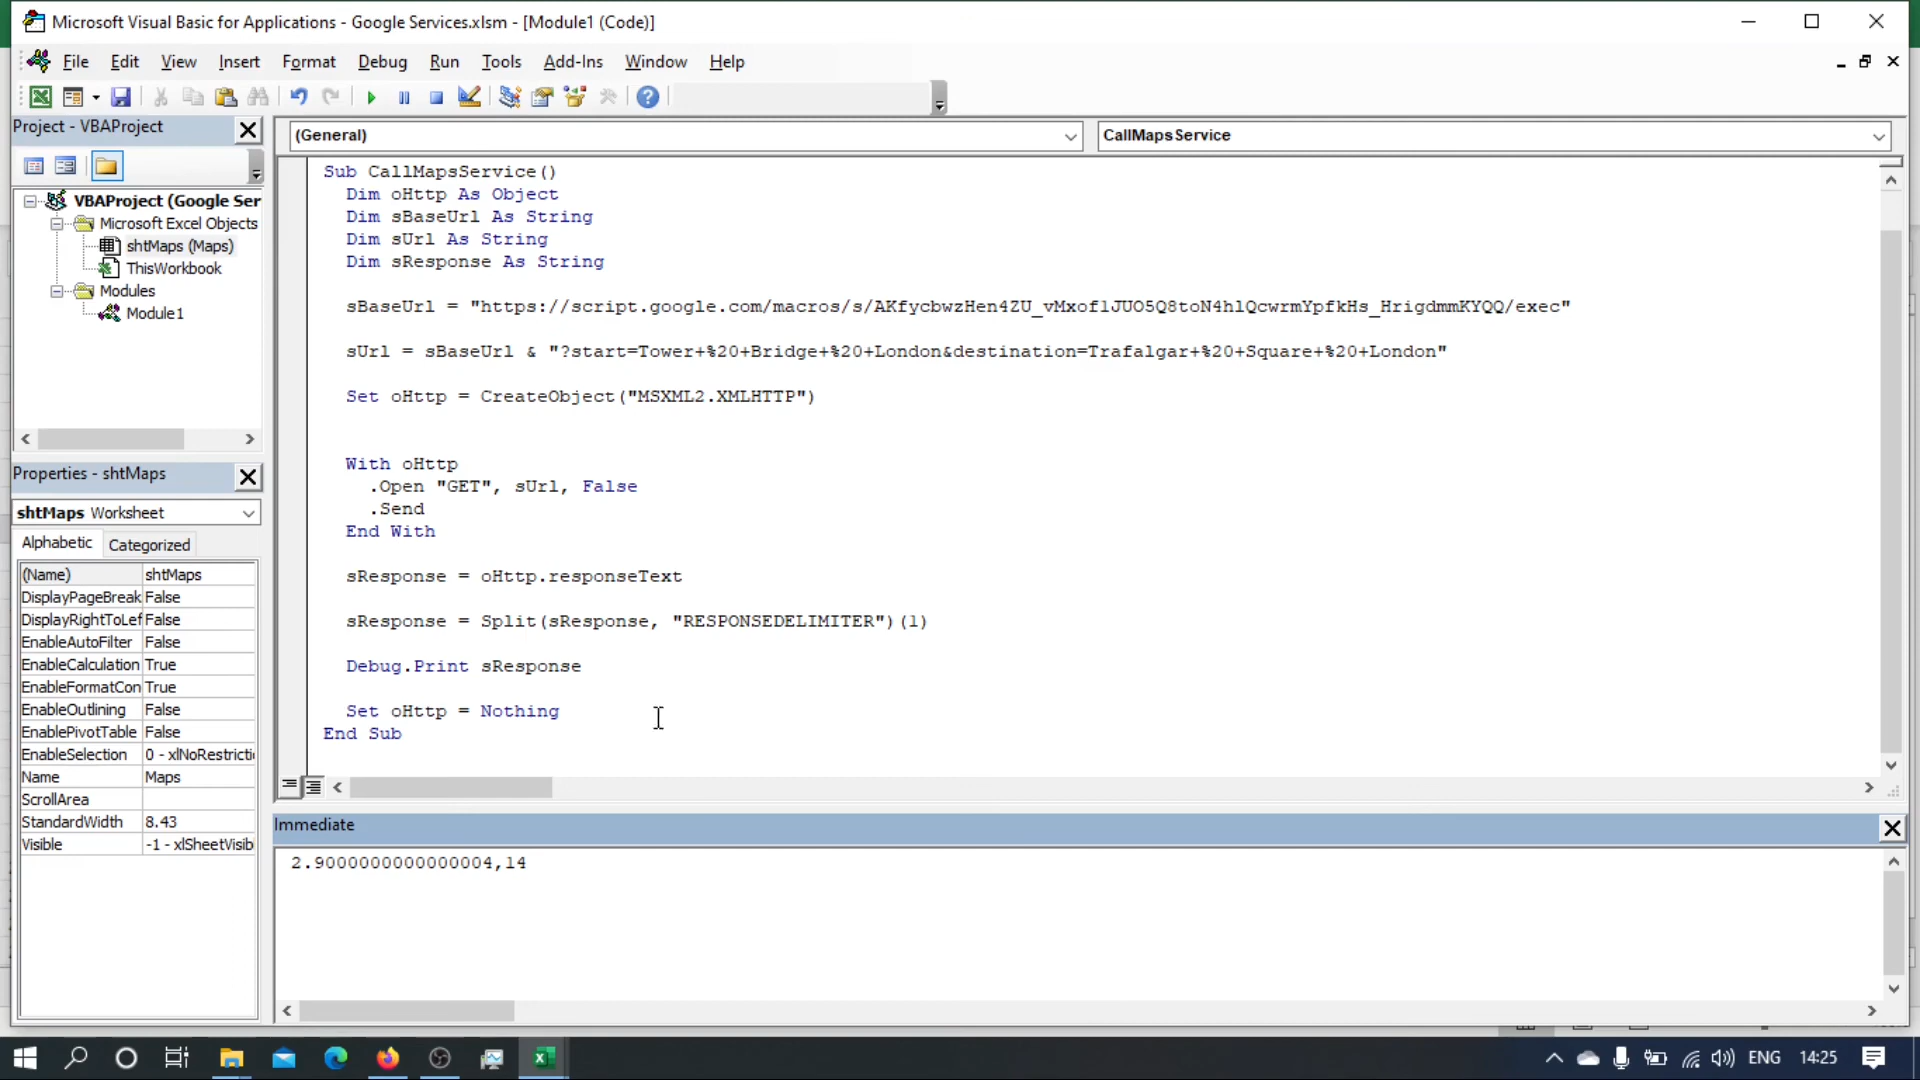 Microsoft Visual Basic for Applications - Google Services.xlsm - [Module1 (Code)]
File Edit View Insert Format Debug Run Tools Add-Ins Window Help
Project - VBAProject
(General)
CallMapsService
VBAProject (Google Ser
Microsoft Excel Objects
shtMaps (Maps)
ThisWorkbook
Modules
Module1
Properties - shtMaps
shtMaps Worksheet
Alphabetic Categorized
(Name) shtMaps
DisplayPageBreak False
DisplayRightToLef False
EnableAutoFilter False
EnableCalculation True
EnableFormatCon True
EnableOutlining False
EnablePivotTable False
EnableSelection 0 - xlNoRestricti
Name Maps
ScrollArea
StandardWidth 8.43
Visible -1 - xlSheetVisib
Sub CallMapsService()
Dim oHttp As Object
Dim sBaseUrl As String
Dim sUrl As String
Dim sResponse As String
sBaseUrl = "https://script.google.com/macros/s/AKfycbwzHen4ZU_vMxof1JUO5Q8toN4hlQcwrmYpfkHs_HrigdmmKYQQ/exec"
sUrl = sBaseUrl & "?start=Tower+%20+Bridge+%20+London&destination=Trafalgar+%20+Square+%20+London"
Set oHttp = CreateObject("MSXML2.XMLHTTP")
With oHttp
.Open "GET", sUrl, False
.Send
End With
sResponse = oHttp.responseText
sResponse = Split(sResponse, "RESPONSEDELIMITER")(1)
Debug.Print sResponse
Set oHttp = Nothing
End Sub
Immediate
2.9000000000000004,14
ENG 14:25